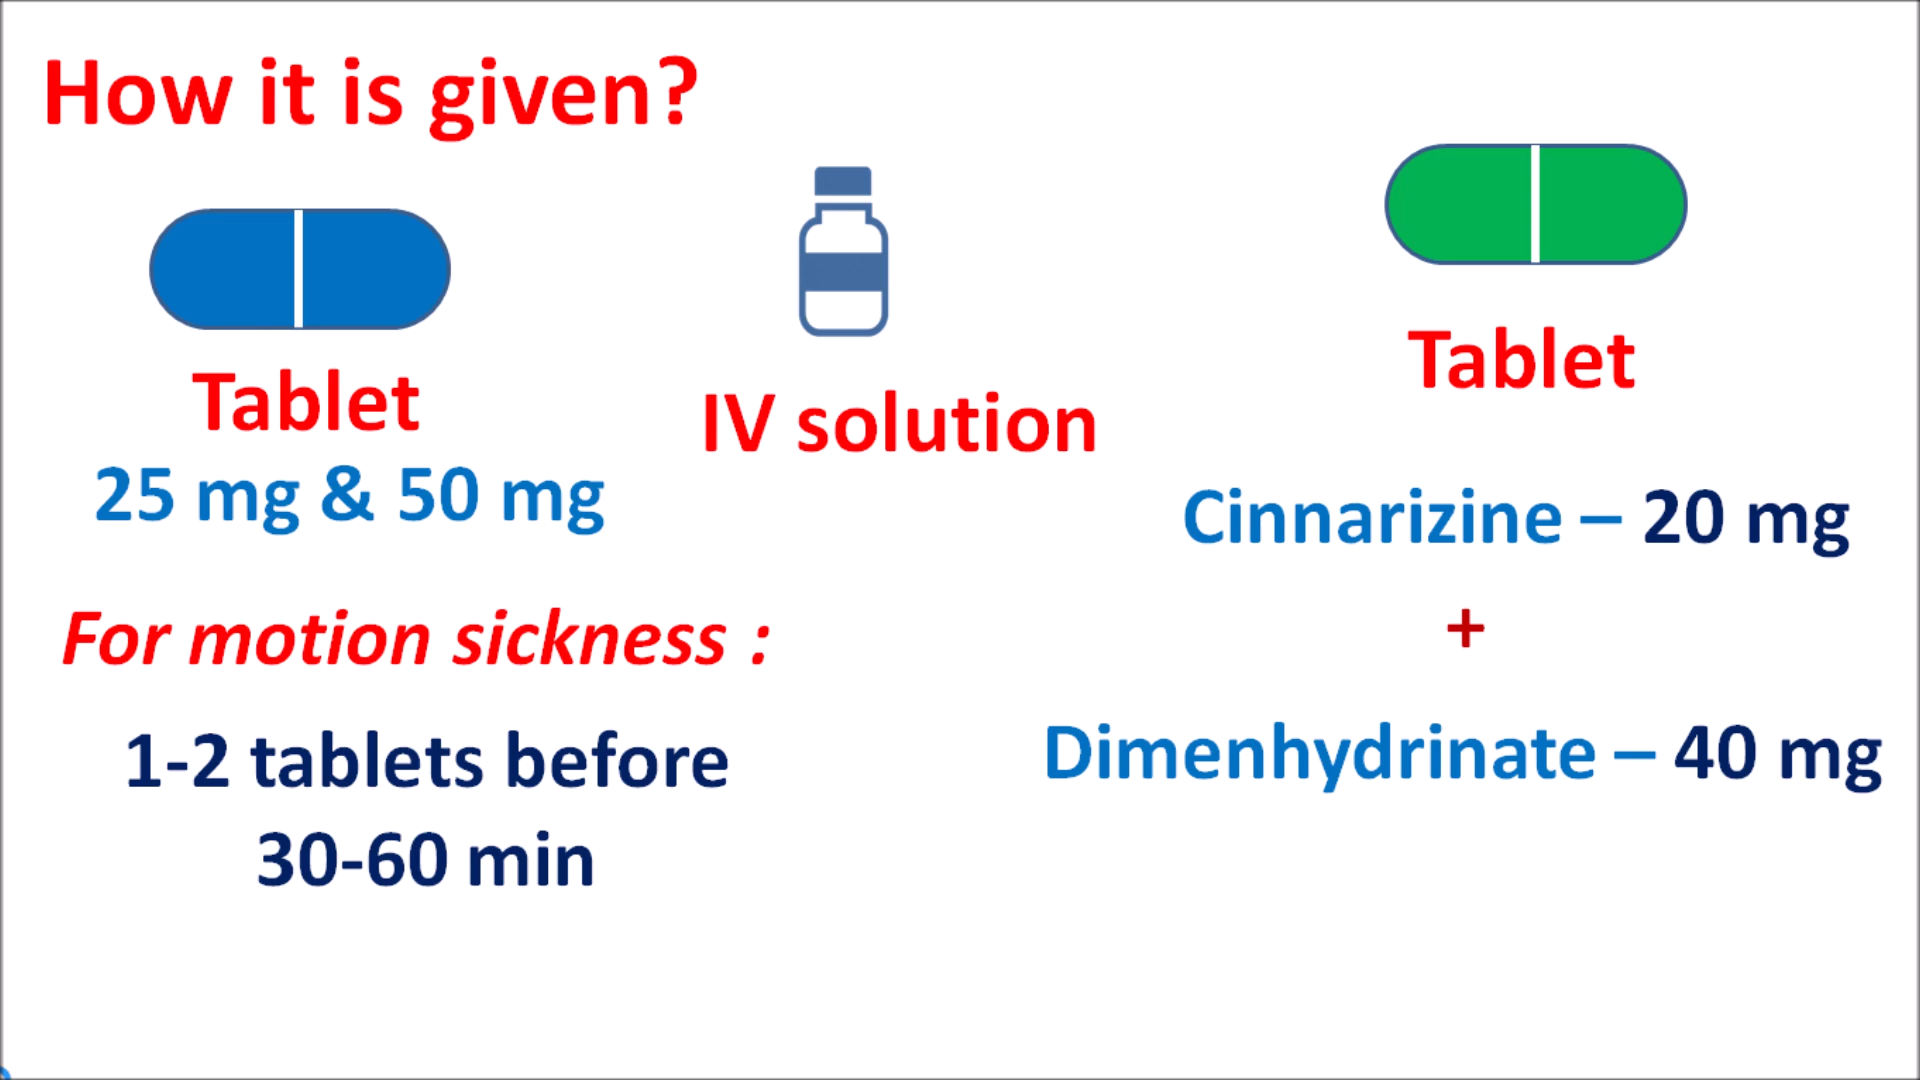 How it is given?
Tablet
25 mg & 50 mg
For motion sickness :
1-2 tablets before
30-60 min
IV solution
Tablet
Cinnarizine – 20 mg
+
Dimenhydrinate – 40 mg